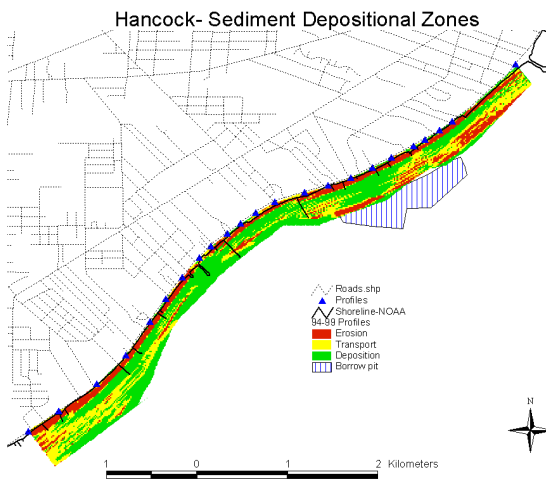 Hancock- Sediment Depositional Zones
Roads.shp
Profiles
Shoreline-NOAA
94-99 Profiles
Erosion
Transport
Deposition
Borrow pit
N
1 0 1 2 Kilometers